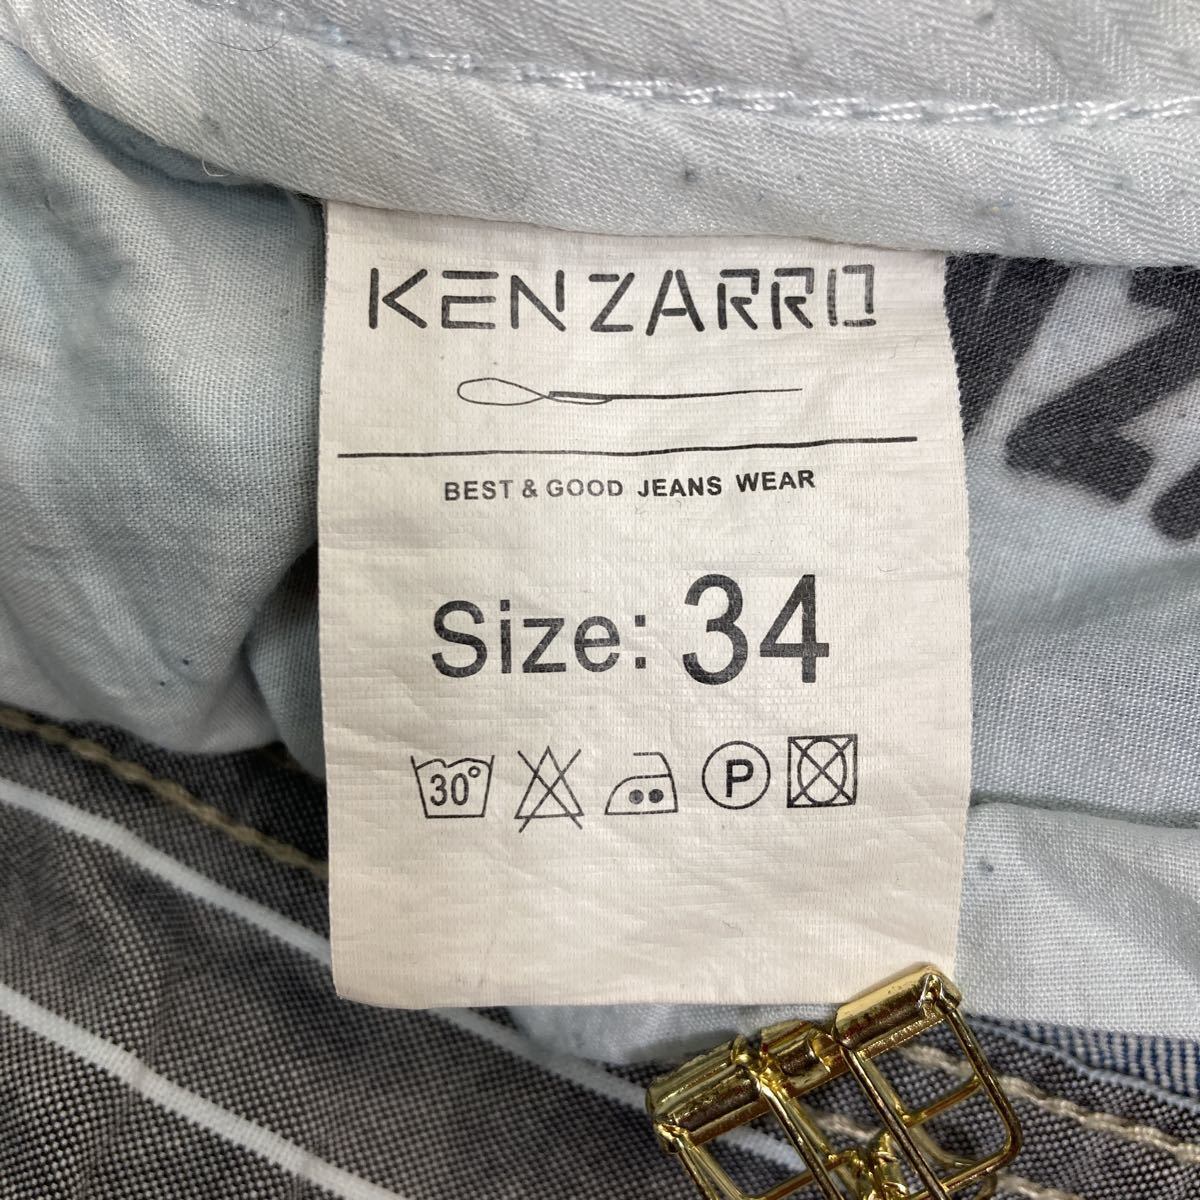 KENZARRO
BEST & GOOD JEANS WEAR
Size: 34
30° P